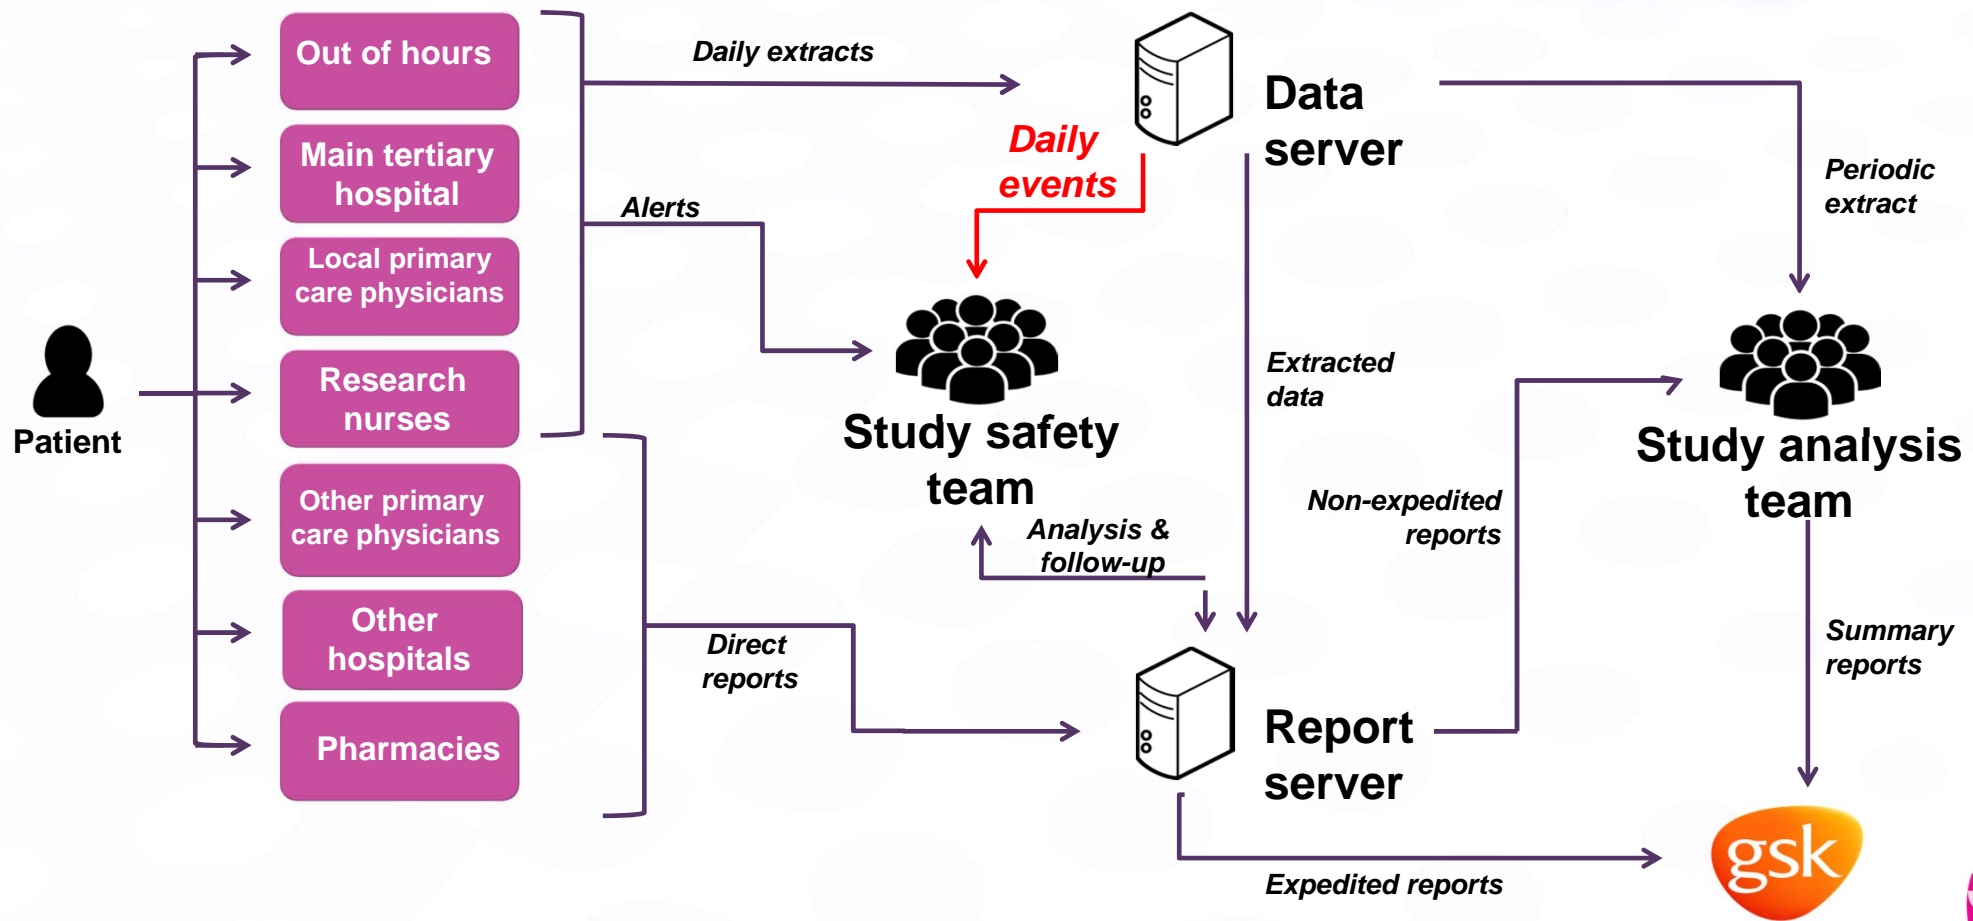 Out of hours
Main tertiary
hospital
Local primary
care physicians
Research
nurses
Other primary
care physicians
Other
hospitals
Pharmacies
Patient
Daily extracts
Alerts
Direct
reports
Daily
events
Data
server
Study safety
team
Analysis &
follow-up
Extracted
data
Report
server
Non-expedited
reports
Expedited reports
Periodic
extract
Study analysis
team
Summary
reports
gsk